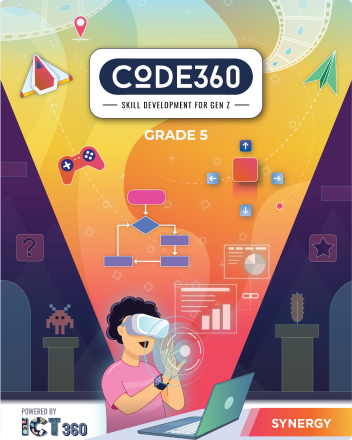 CODE360
SKILL DEVELOPMENT FOR GEN Z
GRADE 5
?
POWERED BY
ICT360
SYNERGY